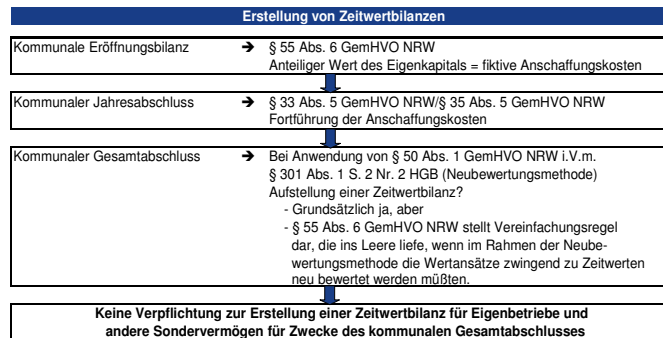 Erstellung von Zeitwertbilanzen
Kommunale Eröffnungsbilanz ➔ § 55 Abs. 6 GemHVO NRW
Anteiliger Wert des Eigenkapitals = fiktive Anschaffungskosten
Kommunaler Jahresabschluss ➔ § 33 Abs. 5 GemHVO NRW/§ 35 Abs. 5 GemHVO NRW
Fortführung der Anschaffungskosten
Kommunaler Gesamtabschluss ➔ Bei Anwendung von § 50 Abs. 1 GemHVO NRW i.V.m.
§ 301 Abs. 1 S. 2 Nr. 2 HGB (Neubewertungsmethode)
Aufstellung einer Zeitwertbilanz?
- Grundsätzlich ja, aber
- § 55 Abs. 6 GemHVO NRW stellt Vereinfachungsregel
dar, die ins Leere liefe, wenn im Rahmen der Neube-
wertungsmethode die Wertansätze zwingend zu Zeitwerten
neu bewertet werden müßten.
Keine Verpflichtung zur Erstellung einer Zeitwertbilanz für Eigenbetriebe und
andere Sondervermögen für Zwecke des kommunalen Gesamtabschlusses